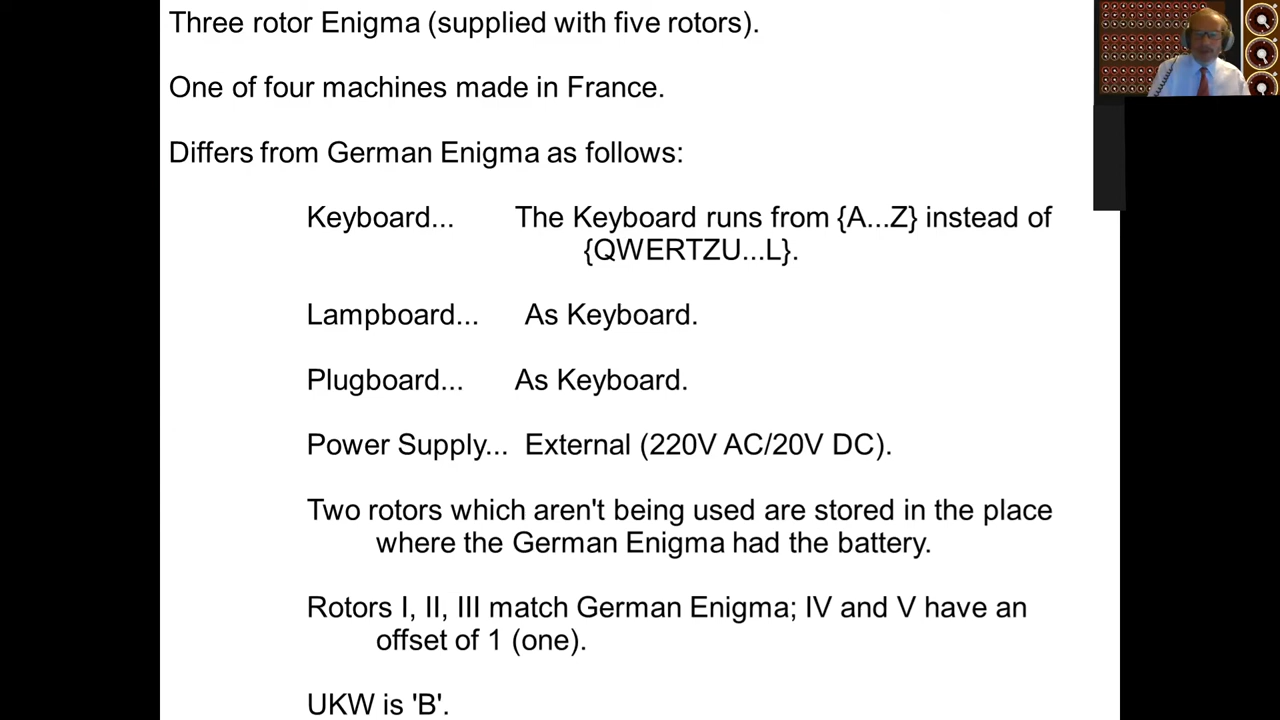 Three rotor Enigma (supplied with five rotors).
One of four machines made in France.
Differs from German Enigma as follows:
Keyboard... The Keyboard runs from {A...Z} instead of
{QWERTZU...L}.
Lampboard... As Keyboard.
Plugboard... As Keyboard.
Power Supply... External (220V AC/20V DC).
Two rotors which aren't being used are stored in the place
where the German Enigma had the battery.
Rotors I, II, III match German Enigma; IV and V have an
offset of 1 (one).
UKW is 'B'.